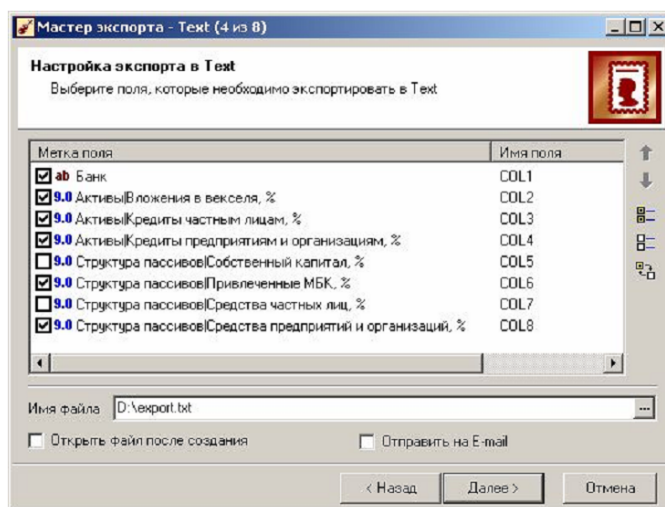 Мастер экспорта - Text (4 из 8)
Настройка экспорта в Text
Выберите поля, которые необходимо экспортировать в Text
Метка поля Имя поля
ab Банк COL1
9.0 Активы|Вложения в векселя, % COL2
9.0 Активы|Кредиты частным лицам, % COL3
9.0 Активы|Кредиты предприятиям и организациям, % COL4
9.0 Структура пассивов|Собственный капитал, % COL5
9.0 Структура пассивов|Привлеченные МБК, % COL6
9.0 Структура пассивов|Средства частных лиц, % COL7
9.0 Структура пассивов|Средства предприятий и организаций, % COL8
Имя файла D:\export.txt ...
Открыть файл после создания Отправить на E-mail
< Назад Далее > Отмена